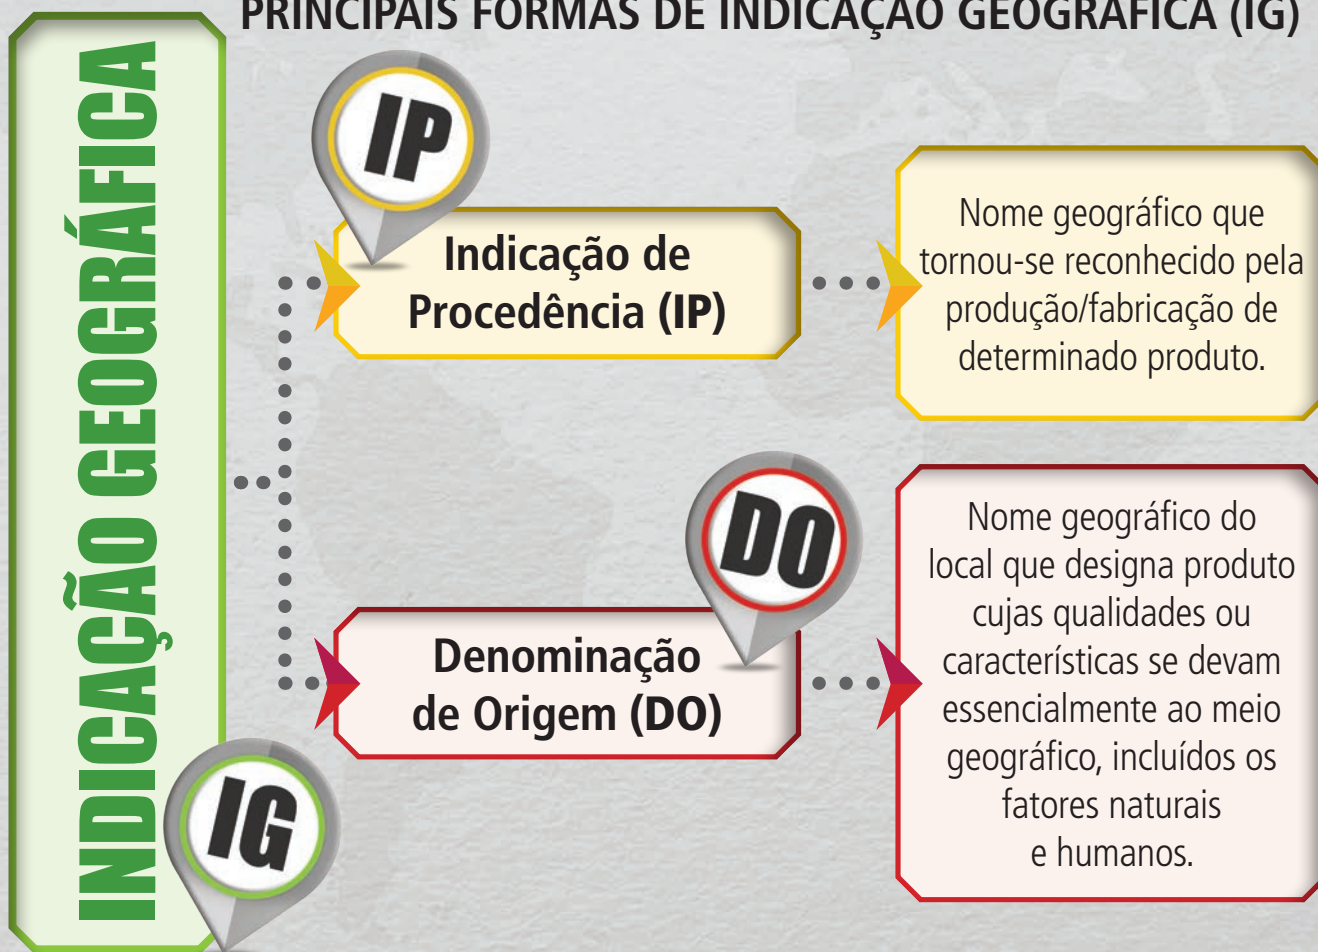 PRINCIPAIS FORMAS DE INDICAÇÃO GEOGRÁFICA (IG)
INDICAÇÃO GEOGRÁFICA
IG
IP
Indicação de
Procedência (IP)
Nome geográfico que
tornou-se reconhecido pela
produção/fabricação de
determinado produto.
DO
Denominação
de Origem (DO)
Nome geográfico do
local que designa produto
cujas qualidades ou
características se devam
essencialmente ao meio
geográfico, incluídos os
fatores naturais
e humanos.